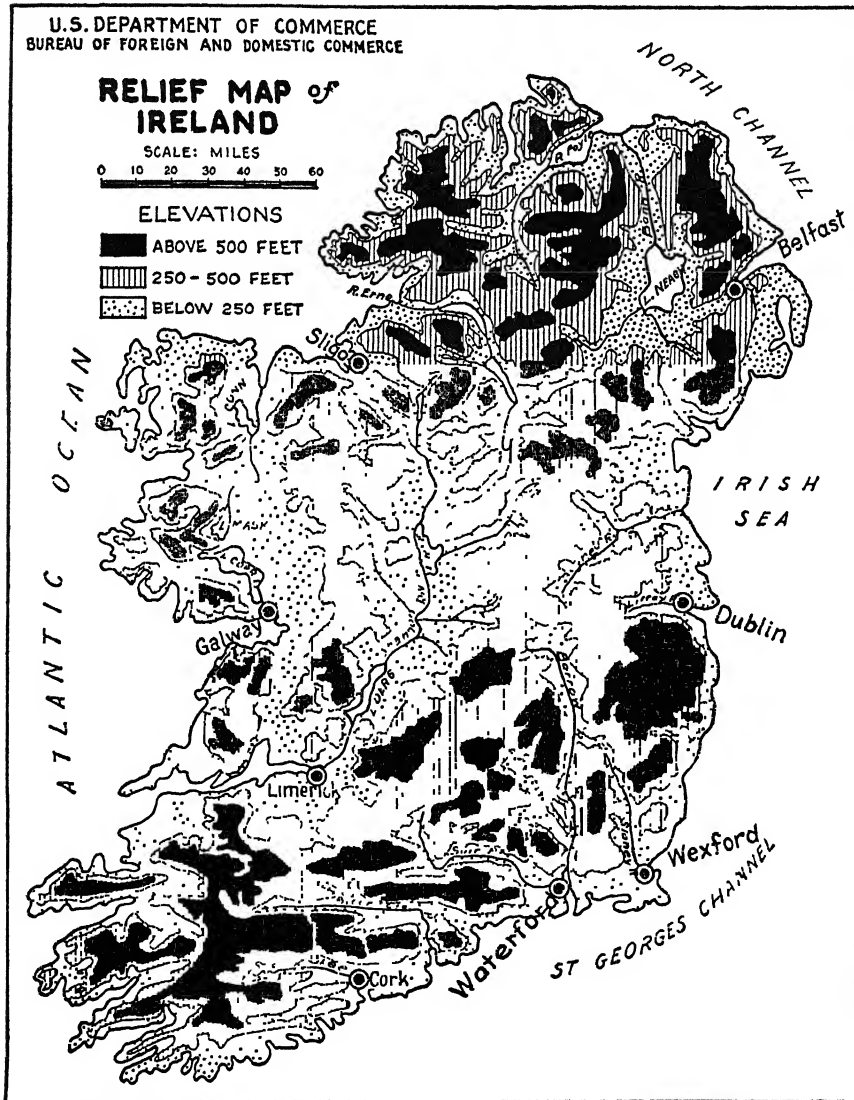 U.S. DEPARTMENT OF COMMERCE
BUREAU OF FOREIGN AND DOMESTIC COMMERCE
RELIEF MAP of
IRELAND
SCALE: MILES
0 10 20 30 40 50 60
ELEVATIONS
ABOVE 500 FEET
250-500 FEET
BELOW 250 FEET
NORTH CHANNEL
Belfast
L. NEAGH
R. Erne
Sligo
ATLANTIC OCEAN
IRISH
SEA
MASK
Galway
Dublin
L. DERG
Limerick
Wexford
Waterford
Cork
ST GEORGES CHANNEL